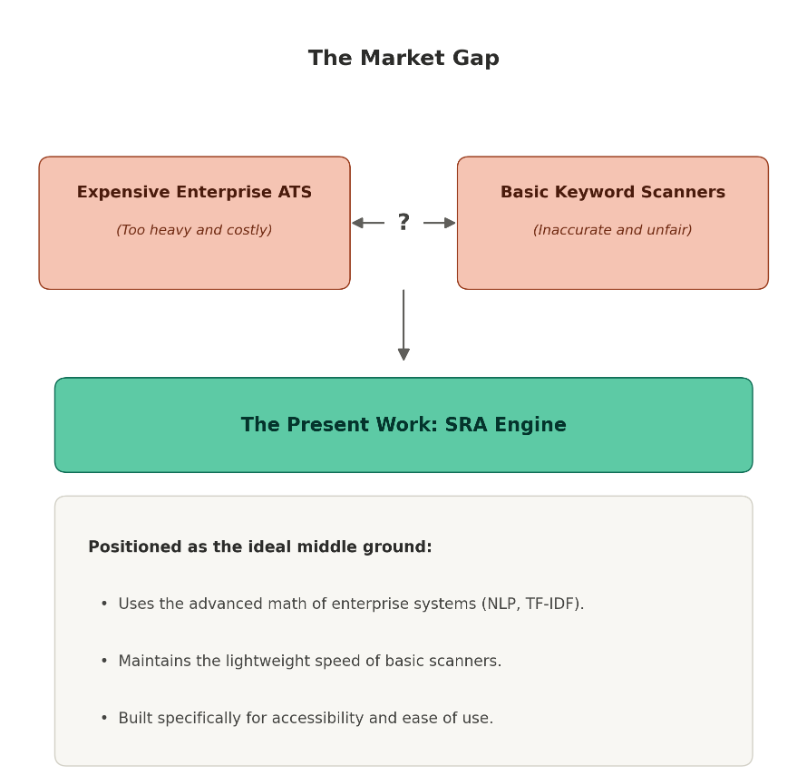 The Market Gap
Expensive Enterprise ATS
(Too heavy and costly)
?
Basic Keyword Scanners
(Inaccurate and unfair)
The Present Work: SRA Engine
Positioned as the ideal middle ground:
• Uses the advanced math of enterprise systems (NLP, TF-IDF).
• Maintains the lightweight speed of basic scanners.
• Built specifically for accessibility and ease of use.